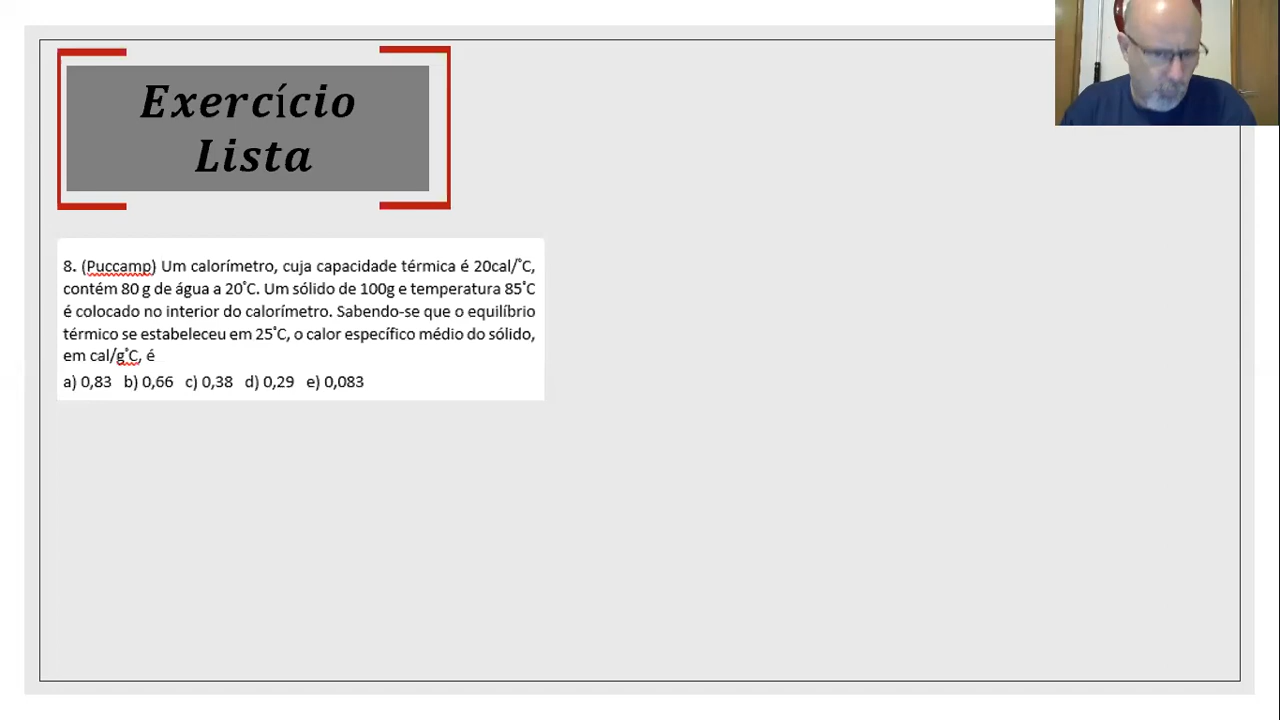 Exercício
Lista
8. (Puccamp) Um calorímetro, cuja capacidade térmica é 20cal/°C,
contém 80 g de água a 20°C. Um sólido de 100g e temperatura 85°C
é colocado no interior do calorímetro. Sabendo-se que o equilíbrio
térmico se estabeleceu em 25°C, o calor específico médio do sólido,
em cal/g°C, é
a) 0,83 b) 0,66 c) 0,38 d) 0,29 e) 0,083